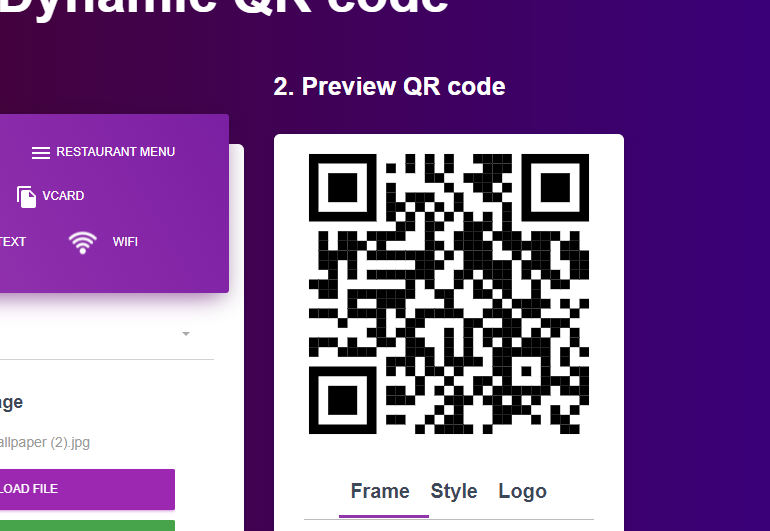 Dynamic QR code
2. Preview QR code
RESTAURANT MENU
VCARD
TEXT
WIFI
age
allpaper (2).jpg
LOAD FILE
Frame Style Logo